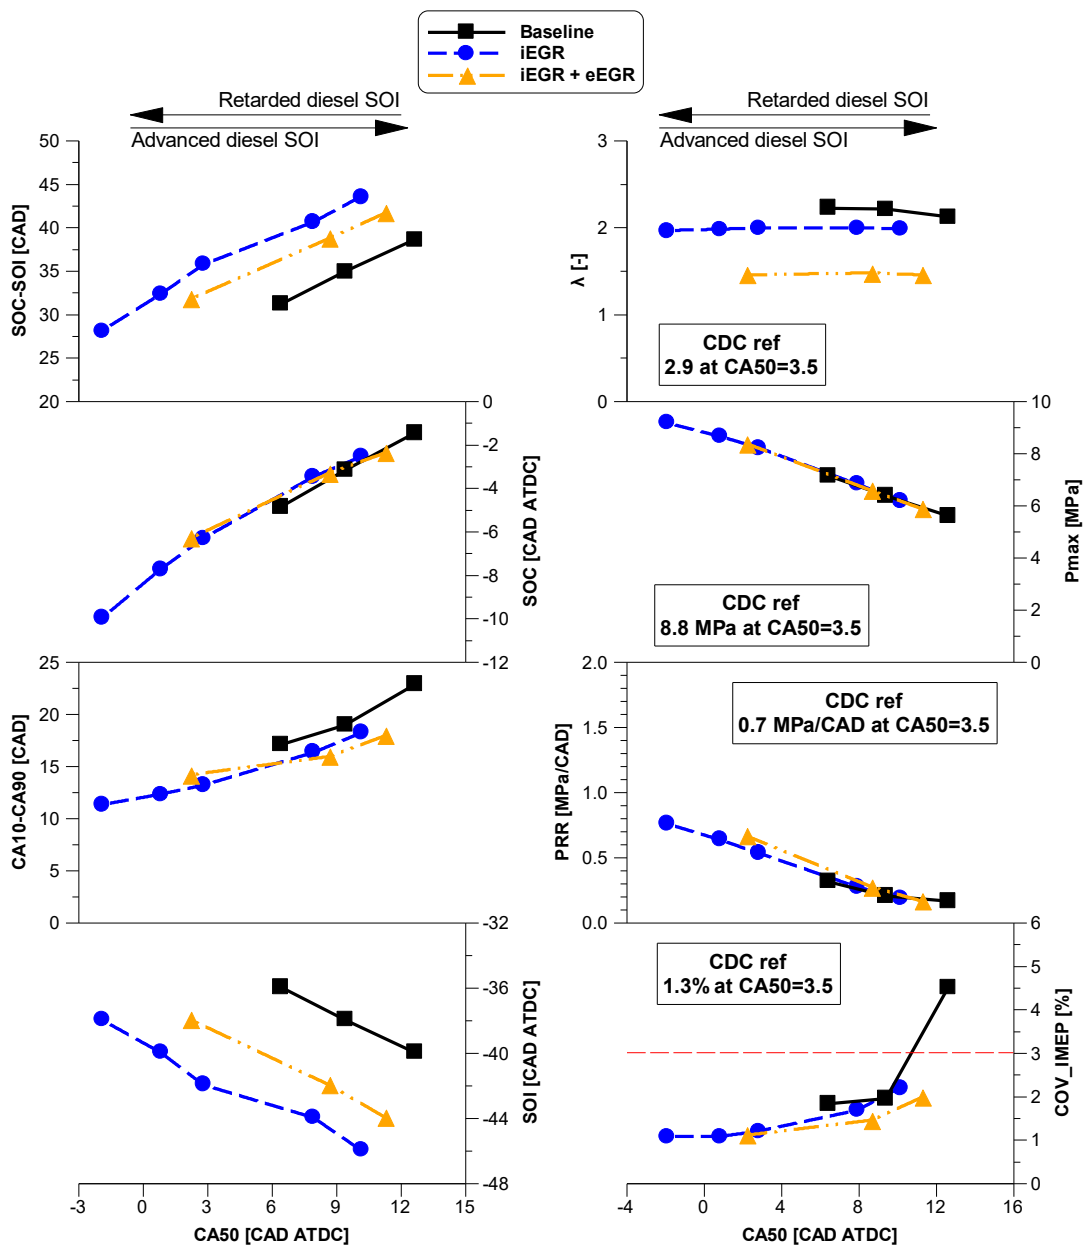 Baseline
iEGR
iEGR + eEGR
Retarded diesel SOI
Advanced diesel SOI
50
45
40
35
30
25
20
SOC-SOI [CAD]
0
-2
-4
-6
-8
-10
-12
SOC [CAD ATDC]
25
20
15
10
5
0
CA10-CA90 [CAD]
-32
-36
-40
-44
-48
SOI [CAD ATDC]
-3
0
3
6
9
12
15
CA50 [CAD ATDC]
Retarded diesel SOI
Advanced diesel SOI
3
2
1
0
λ [-]
CDC ref
2.9 at CA50=3.5
10
8
6
4
2
0
Pmax [MPa]
CDC ref
8.8 MPa at CA50=3.5
2.0
1.5
1.0
0.5
0.0
PRR [MPa/CAD]
CDC ref
0.7 MPa/CAD at CA50=3.5
6
5
4
3
2
1
0
COV_IMEP [%]
CDC ref
1.3% at CA50=3.5
-4
0
4
8
12
16
CA50 [CAD ATDC]